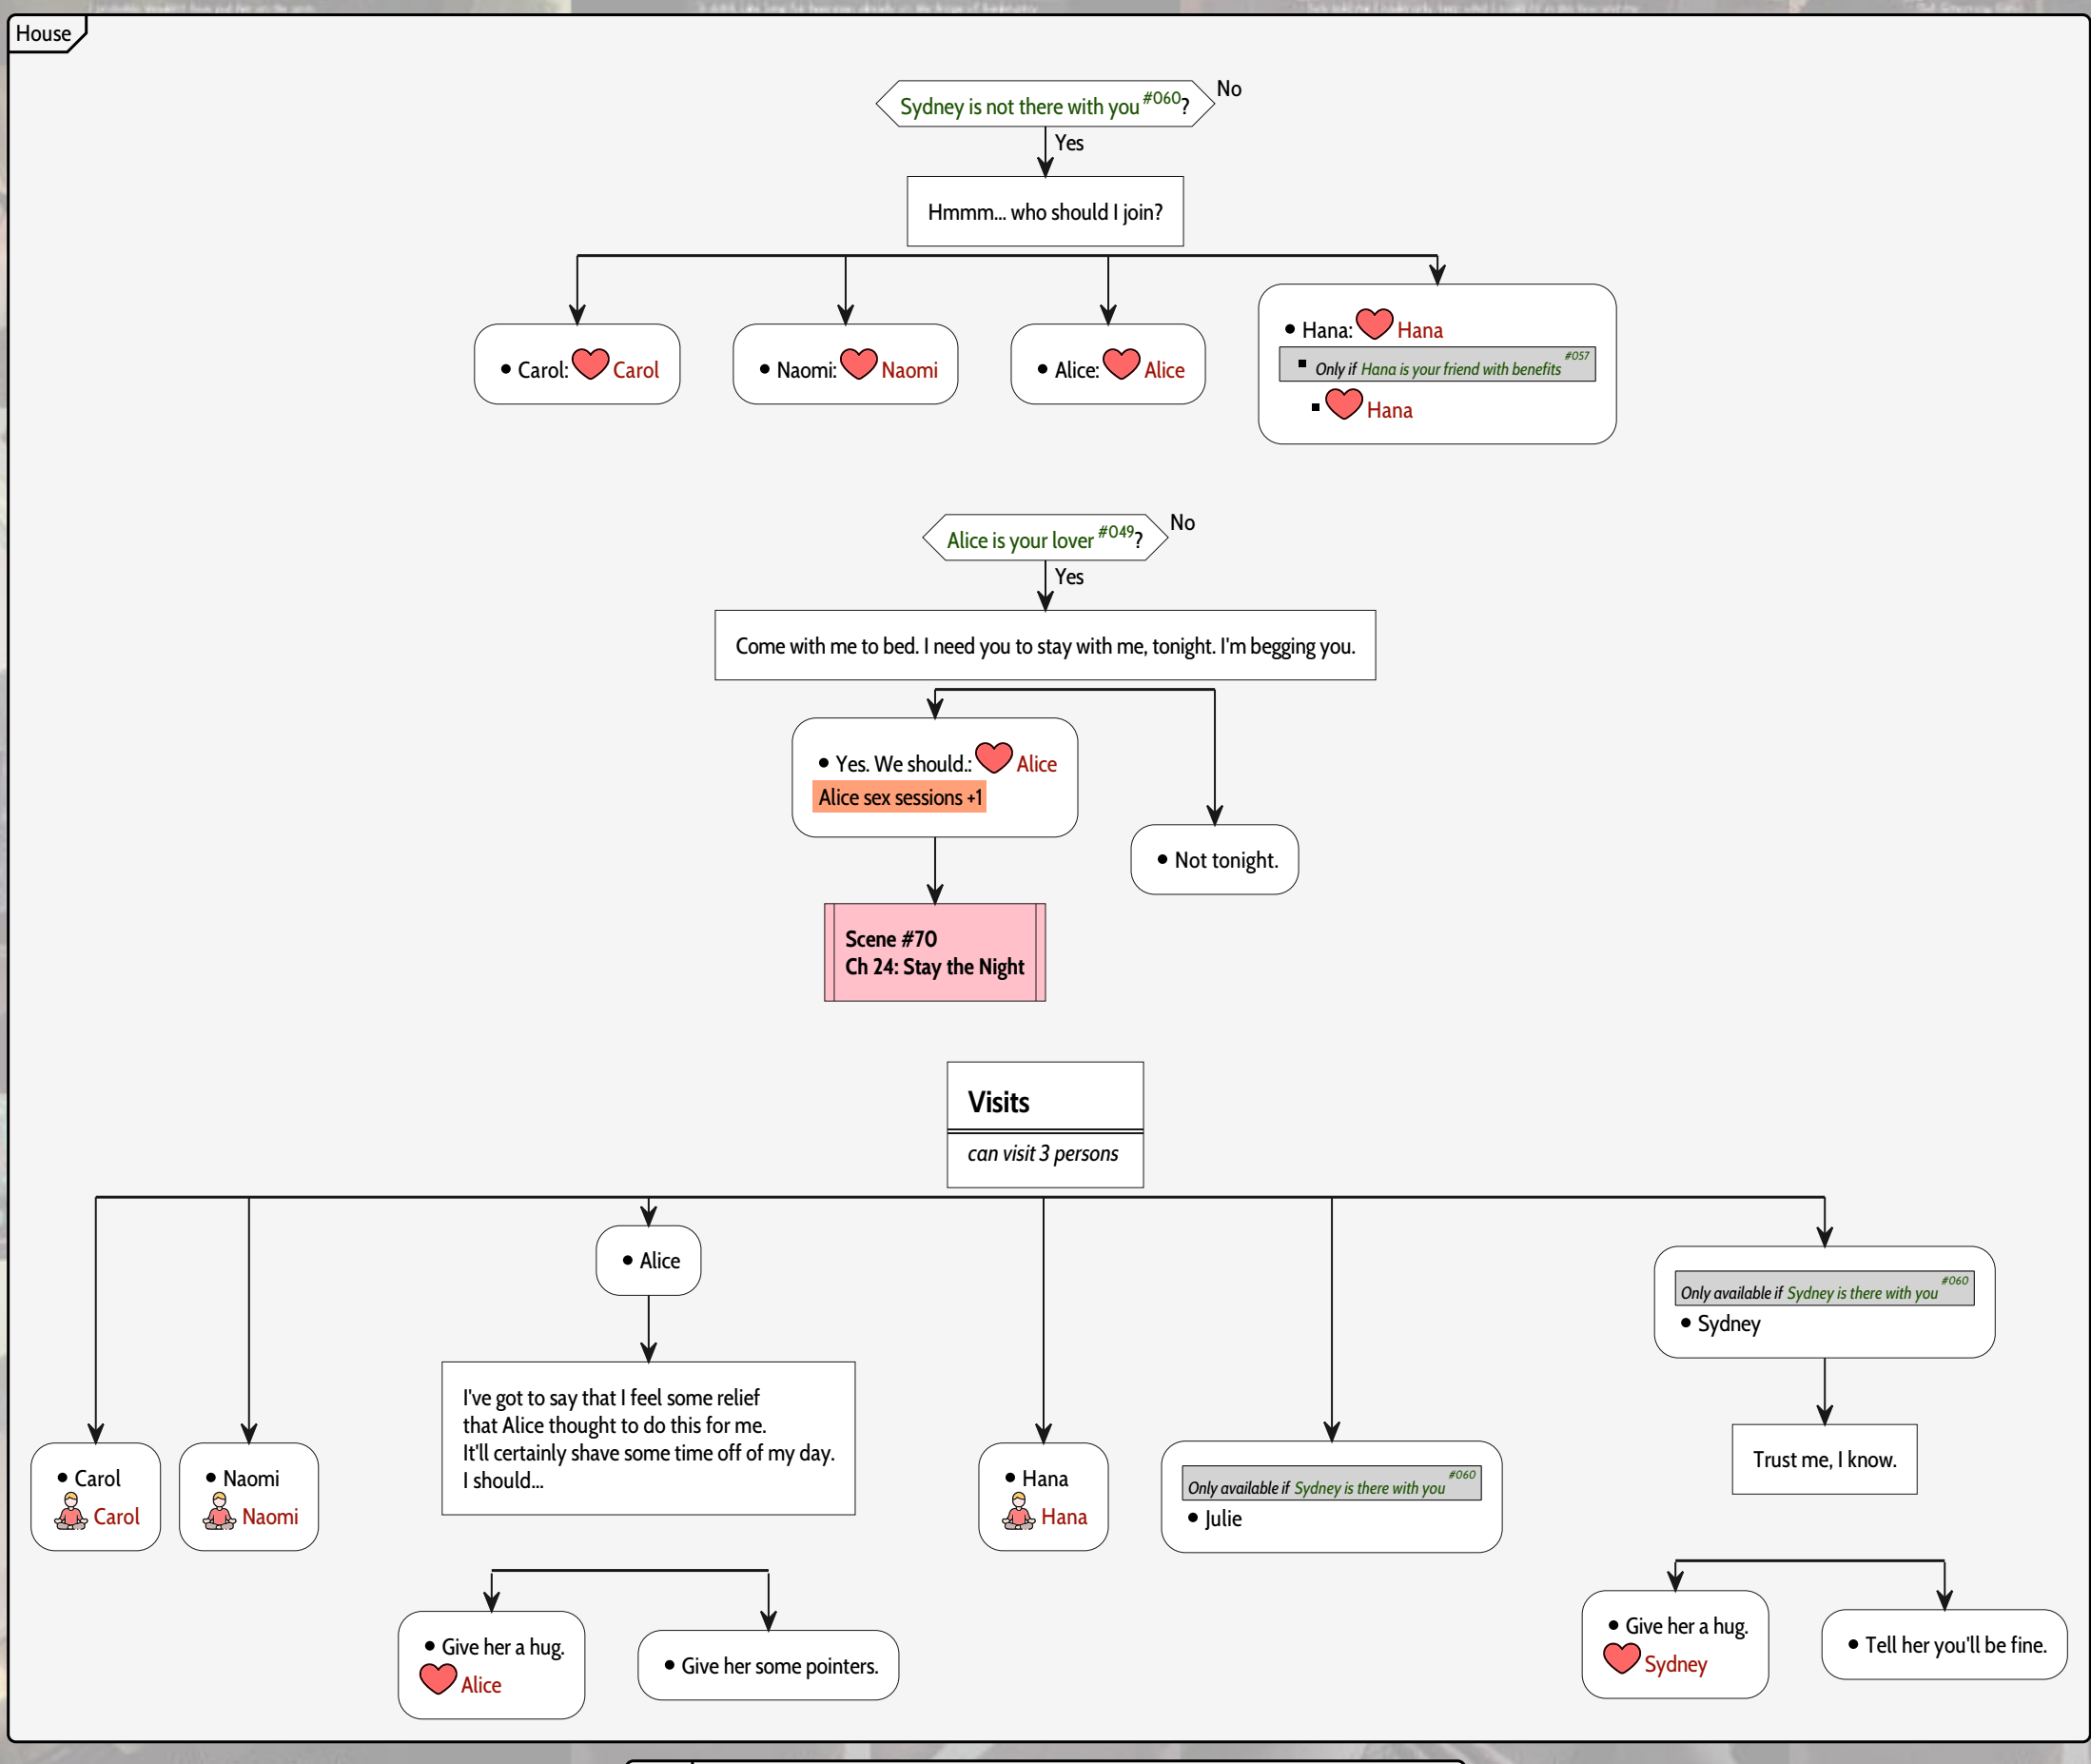 House
Sydney is not there with you #060?
No
Yes
Hmmm... who should I join?
• Carol: Carol
• Naomi: Naomi
• Alice: Alice
• Hana: Hana
▪ Only if Hana is your friend with benefits #057
▪ Hana
Alice is your lover #049?
No
Yes
Come with me to bed. I need you to stay with me, tonight. I'm begging you.
• Yes. We should.: Alice
Alice sex sessions +1
• Not tonight.
Scene #70
Ch 24: Stay the Night
Visits
can visit 3 persons
• Carol
Carol
• Naomi
Naomi
• Alice
I've got to say that I feel some relief
that Alice thought to do this for me.
It'll certainly shave some time off of my day.
I should...
• Give her a hug.
Alice
• Give her some pointers.
• Hana
Hana
Only available if Sydney is there with you #060
• Julie
Only available if Sydney is there with you #060
• Sydney
Trust me, I know.
• Give her a hug.
Sydney
• Tell her you'll be fine.